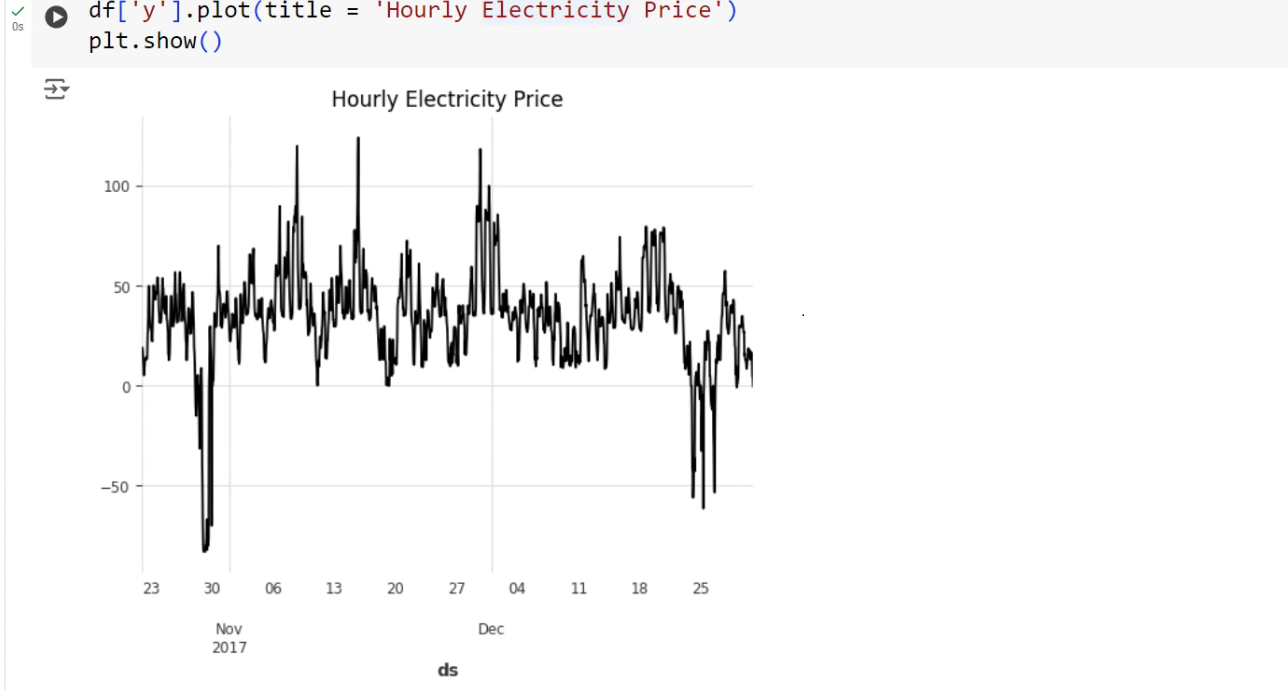 df['y'].plot(title = 'Hourly Electricity Price')
plt.show()
0s
Hourly Electricity Price
100
50
0
−50
23 30 06 13 20 27 04 11 18 25
Nov Dec
2017
ds